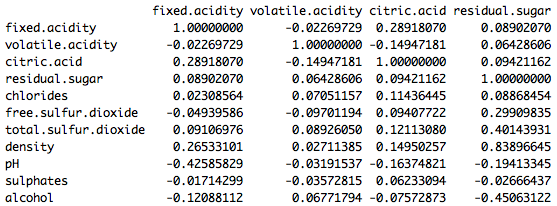 fixed.acidity volatile.acidity citric.acid residual.sugar
fixed.acidity 1.00000000 -0.02269729 0.28918070 0.08902070
volatile.acidity -0.02269729 1.00000000 -0.14947181 0.06428606
citric.acid 0.28918070 -0.14947181 1.00000000 0.09421162
residual.sugar 0.08902070 0.06428606 0.09421162 1.00000000
chlorides 0.02308564 0.07051157 0.11436445 0.08868454
free.sulfur.dioxide -0.04939586 -0.09701194 0.09407722 0.29909835
total.sulfur.dioxide 0.09106976 0.08926050 0.12113080 0.40143931
density 0.26533101 0.02711385 0.14950257 0.83896645
pH -0.42585829 -0.03191537 -0.16374821 -0.19413345
sulphates -0.01714299 -0.03572815 0.06233094 -0.02666437
alcohol -0.12088112 0.06771794 -0.07572873 -0.45063122